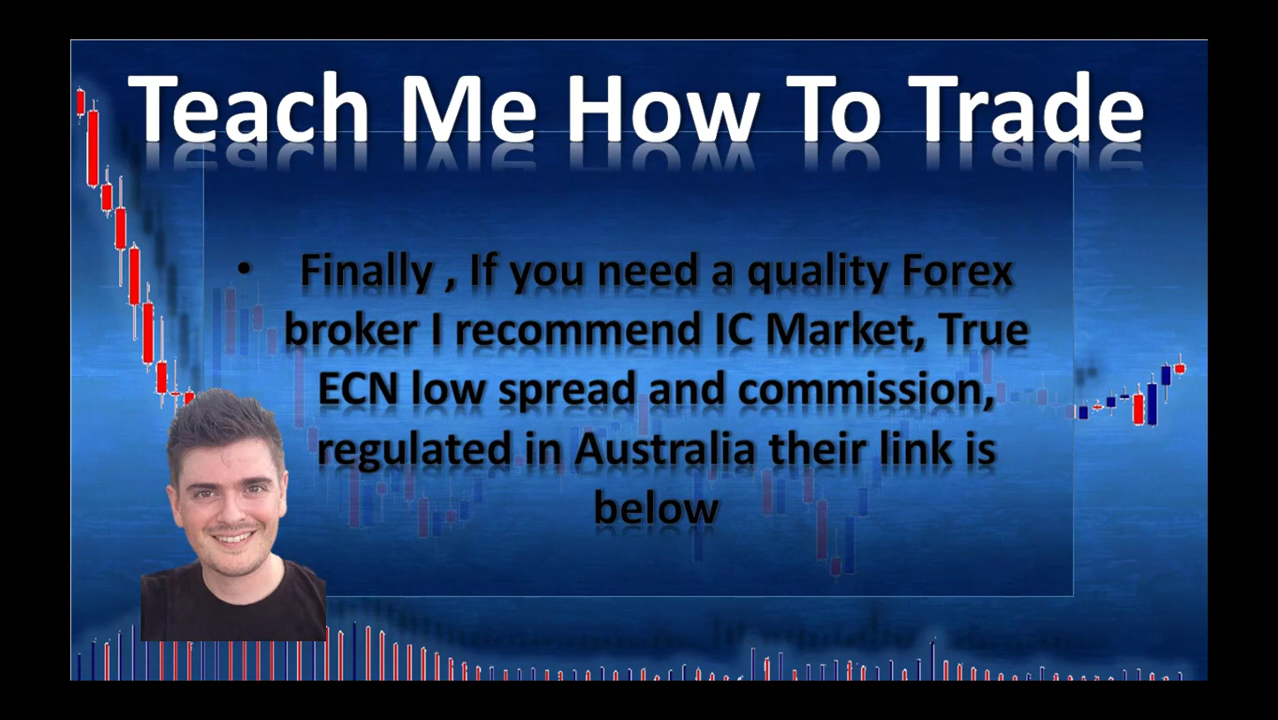 Teach Me How To Trade
• Finally , If you need a quality Forex
broker I recommend IC Market, True
ECN low spread and commission,
regulated in Australia their link is
below